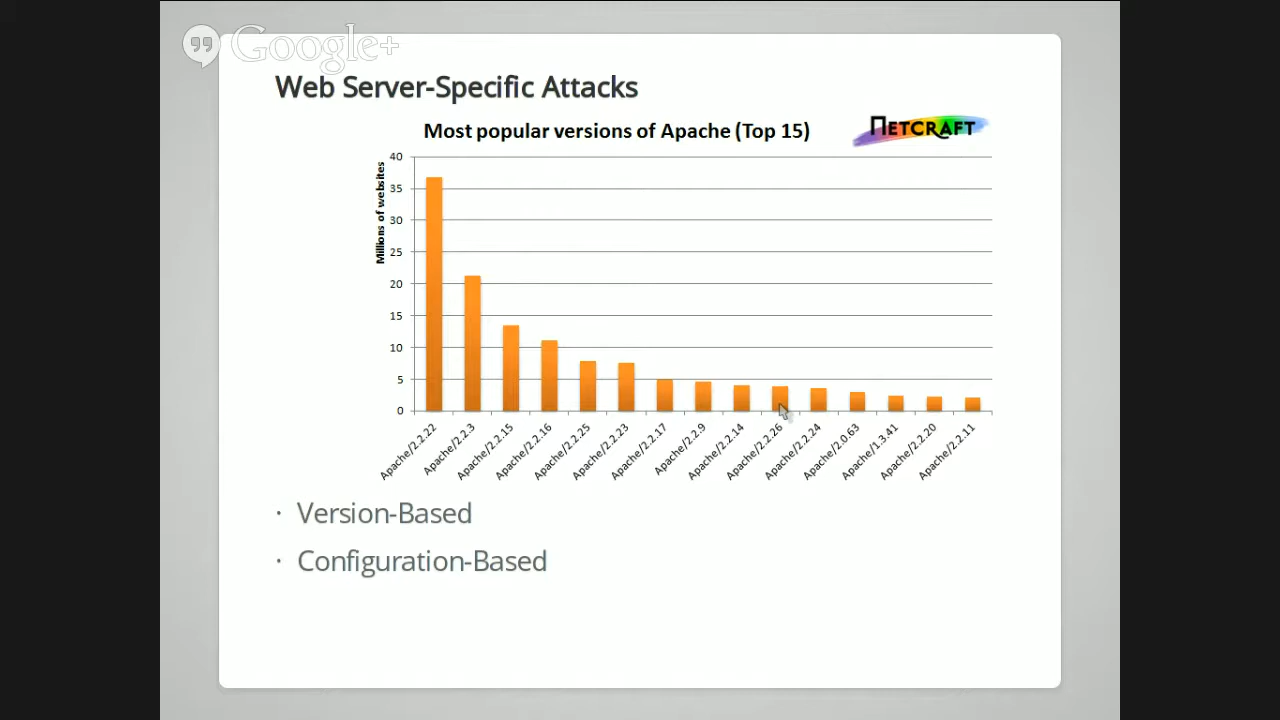 Google+
Web Server-Specific Attacks
Most popular versions of Apache (Top 15)
NETCRAFT
Millions of websites
40
35
30
25
20
15
10
5
0
Apache/2.2.22
Apache/2.2.3
Apache/2.2.15
Apache/2.2.16
Apache/2.2.25
Apache/2.2.23
Apache/2.2.17
Apache/2.2.9
Apache/2.2.14
Apache/2.2.26
Apache/2.2.24
Apache/2.0.63
Apache/1.3.41
Apache/2.2.20
Apache/2.2.11
· Version-Based
· Configuration-Based